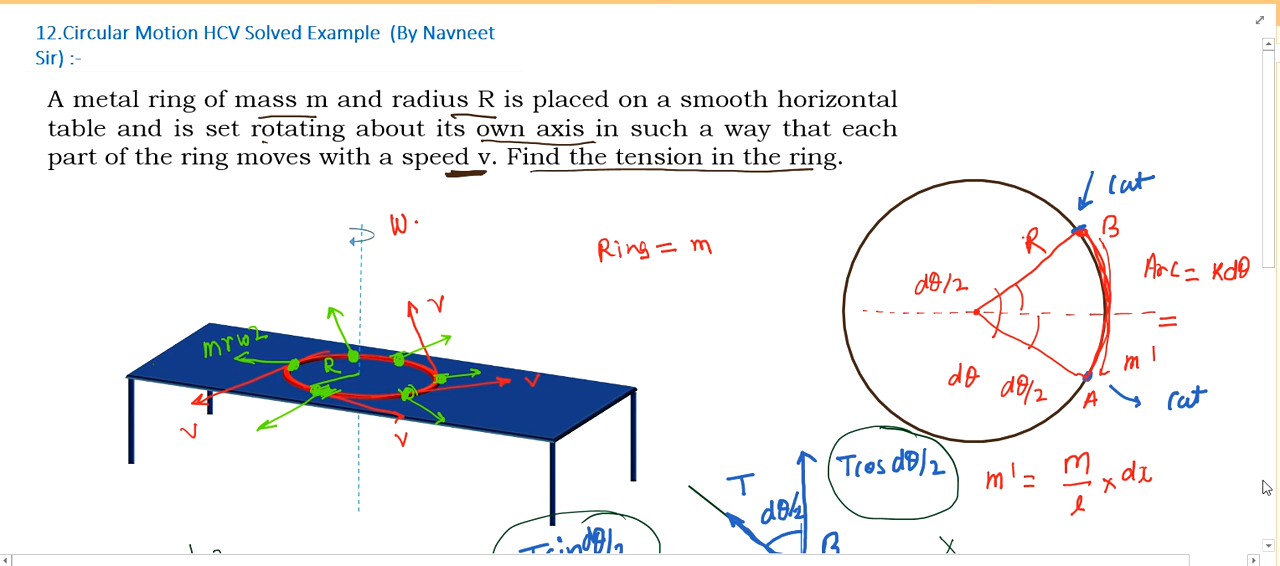 12.Circular Motion HCV Solved Example (By Navneet
Sir) :-
A metal ring of mass m and radius R is placed on a smooth horizontal
table and is set rotating about its own axis in such a way that each
part of the ring moves with a speed v. Find the tension in the ring.
Cut
B
W.
Ring = m
R
Arc = Rdθ
dθ/2
=
V
mrω2
R
m'
dθ
dθ/2
A
Cut
V
V
V
Tcos dθ/2
m' = m/l × dx
T
dθ/2
Tsin dθ/2
B